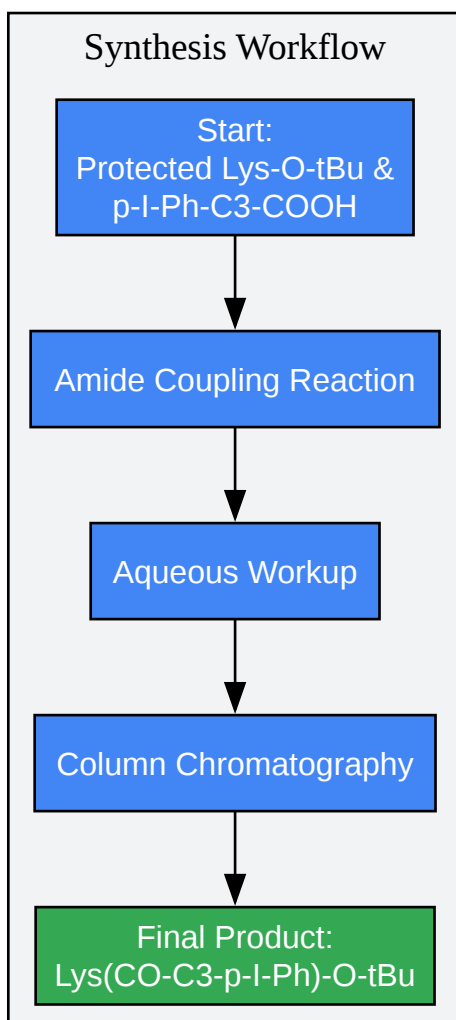 Synthesis Workflow
Start:
Protected Lys-O-tBu &
p-I-Ph-C3-COOH
Amide Coupling Reaction
Aqueous Workup
Column Chromatography
Final Product:
Lys(CO-C3-p-I-Ph)-O-tBu